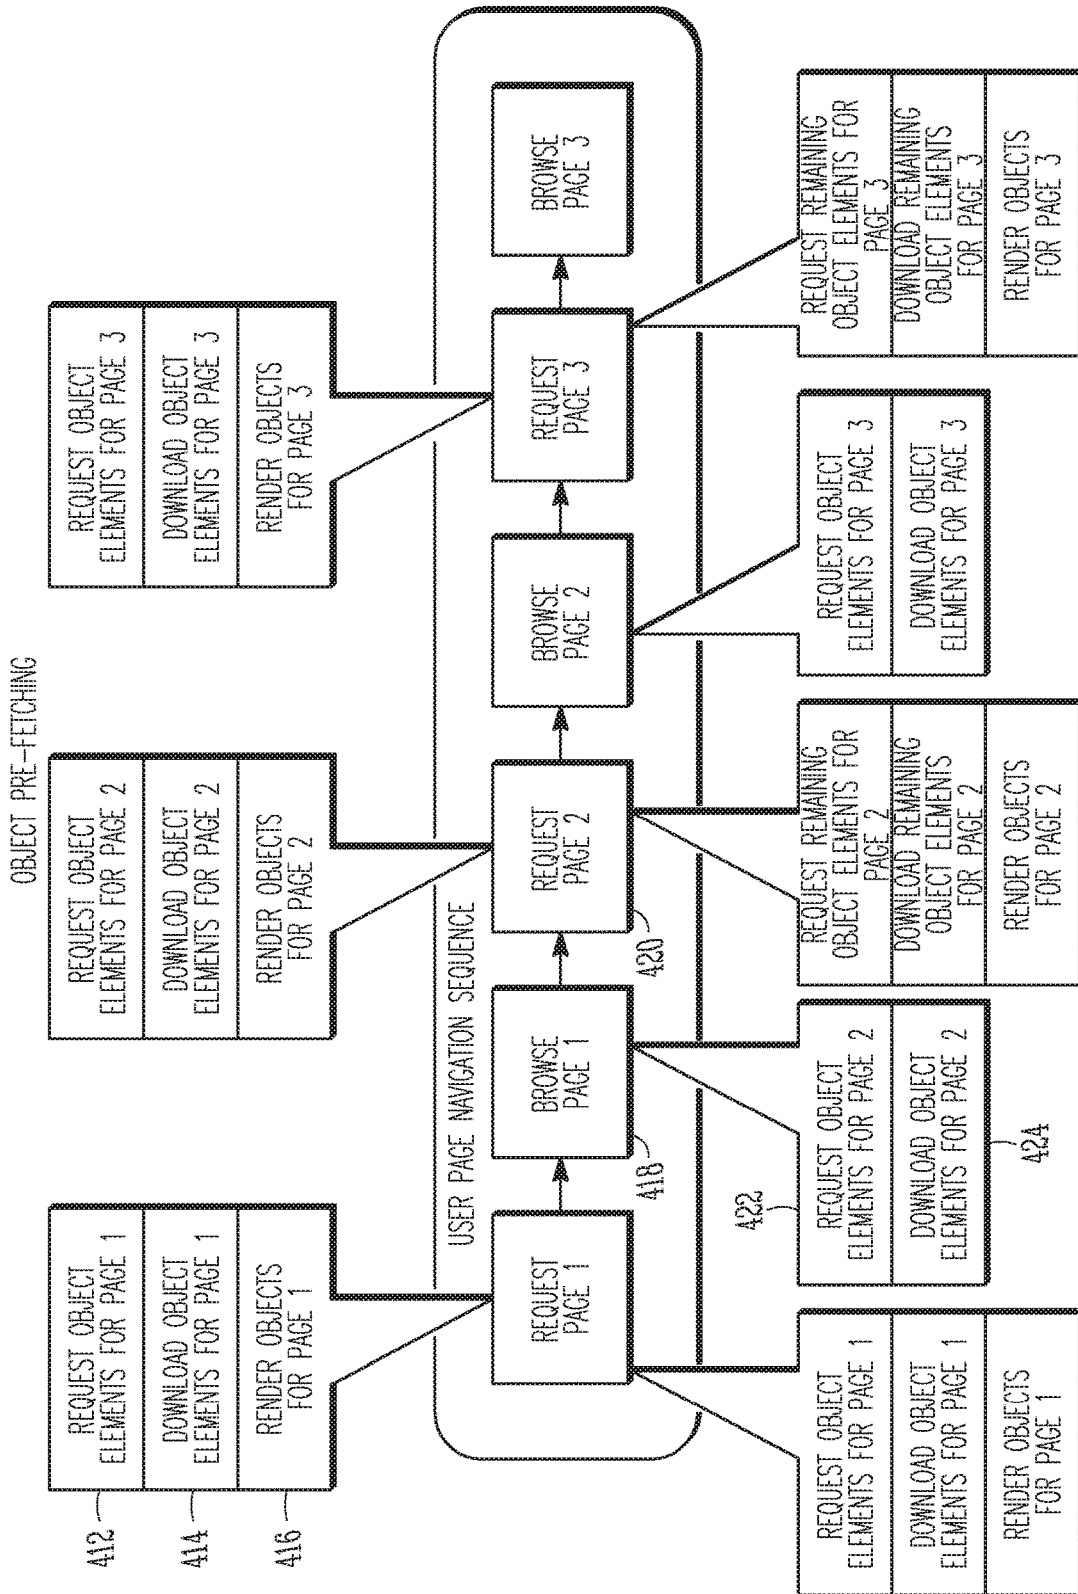 OBJECT PRE-FETCHING
REQUEST OBJECT
ELEMENTS FOR PAGE 1
DOWNLOAD OBJECT
ELEMENTS FOR PAGE 1
RENDER OBJECTS
FOR PAGE 1
412
414
416
REQUEST OBJECT
ELEMENTS FOR PAGE 2
DOWNLOAD OBJECT
ELEMENTS FOR PAGE 2
RENDER OBJECTS
FOR PAGE 2
REQUEST OBJECT
ELEMENTS FOR PAGE 3
DOWNLOAD OBJECT
ELEMENTS FOR PAGE 3
RENDER OBJECTS
FOR PAGE 3
USER PAGE NAVIGATION SEQUENCE
REQUEST
PAGE 1
BROWSE
PAGE 1
418
REQUEST
PAGE 2
420
BROWSE
PAGE 2
REQUEST
PAGE 3
BROWSE
PAGE 3
REQUEST OBJECT
ELEMENTS FOR PAGE 1
DOWNLOAD OBJECT
ELEMENTS FOR PAGE 1
RENDER OBJECTS
FOR PAGE 1
422
REQUEST OBJECT
ELEMENTS FOR PAGE 2
DOWNLOAD OBJECT
ELEMENTS FOR PAGE 2
424
REQUEST REMAINING
OBJECT ELEMENTS FOR
PAGE 2
DOWNLOAD REMAINING
OBJECT ELEMENTS
FOR PAGE 2
RENDER OBJECTS
FOR PAGE 2
REQUEST OBJECT
ELEMENTS FOR PAGE 3
DOWNLOAD OBJECT
ELEMENTS FOR PAGE 3
REQUEST REMAINING
OBJECT ELEMENTS FOR
PAGE 3
DOWNLOAD REMAINING
OBJECT ELEMENTS
FOR PAGE 3
RENDER OBJECTS
FOR PAGE 3